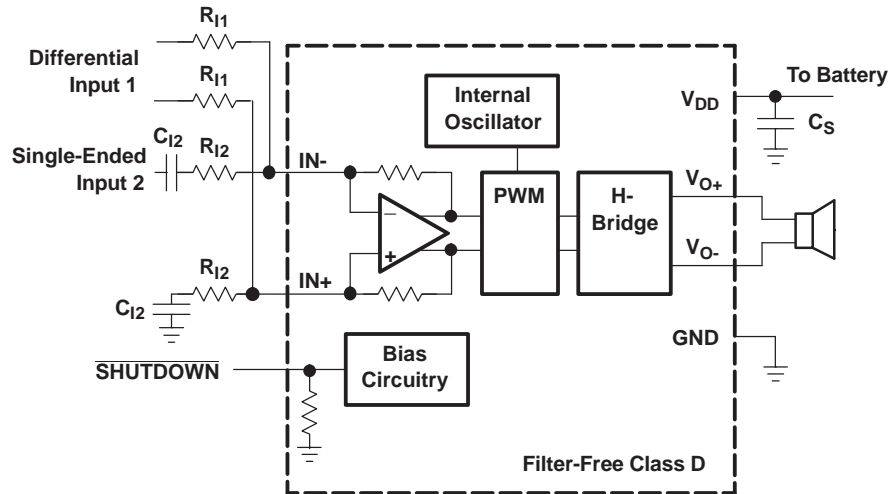 R_I1
Differential
Input 1
R_I1
C_I2
Single-Ended
Input 2
R_I2
R_I2
C_I2
SHUTDOWN
IN-
IN+
Internal
Oscillator
−
+
PWM
H-
Bridge
Bias
Circuitry
Filter-Free Class D
V_DD
To Battery
C_S
V_O+
V_O-
GND